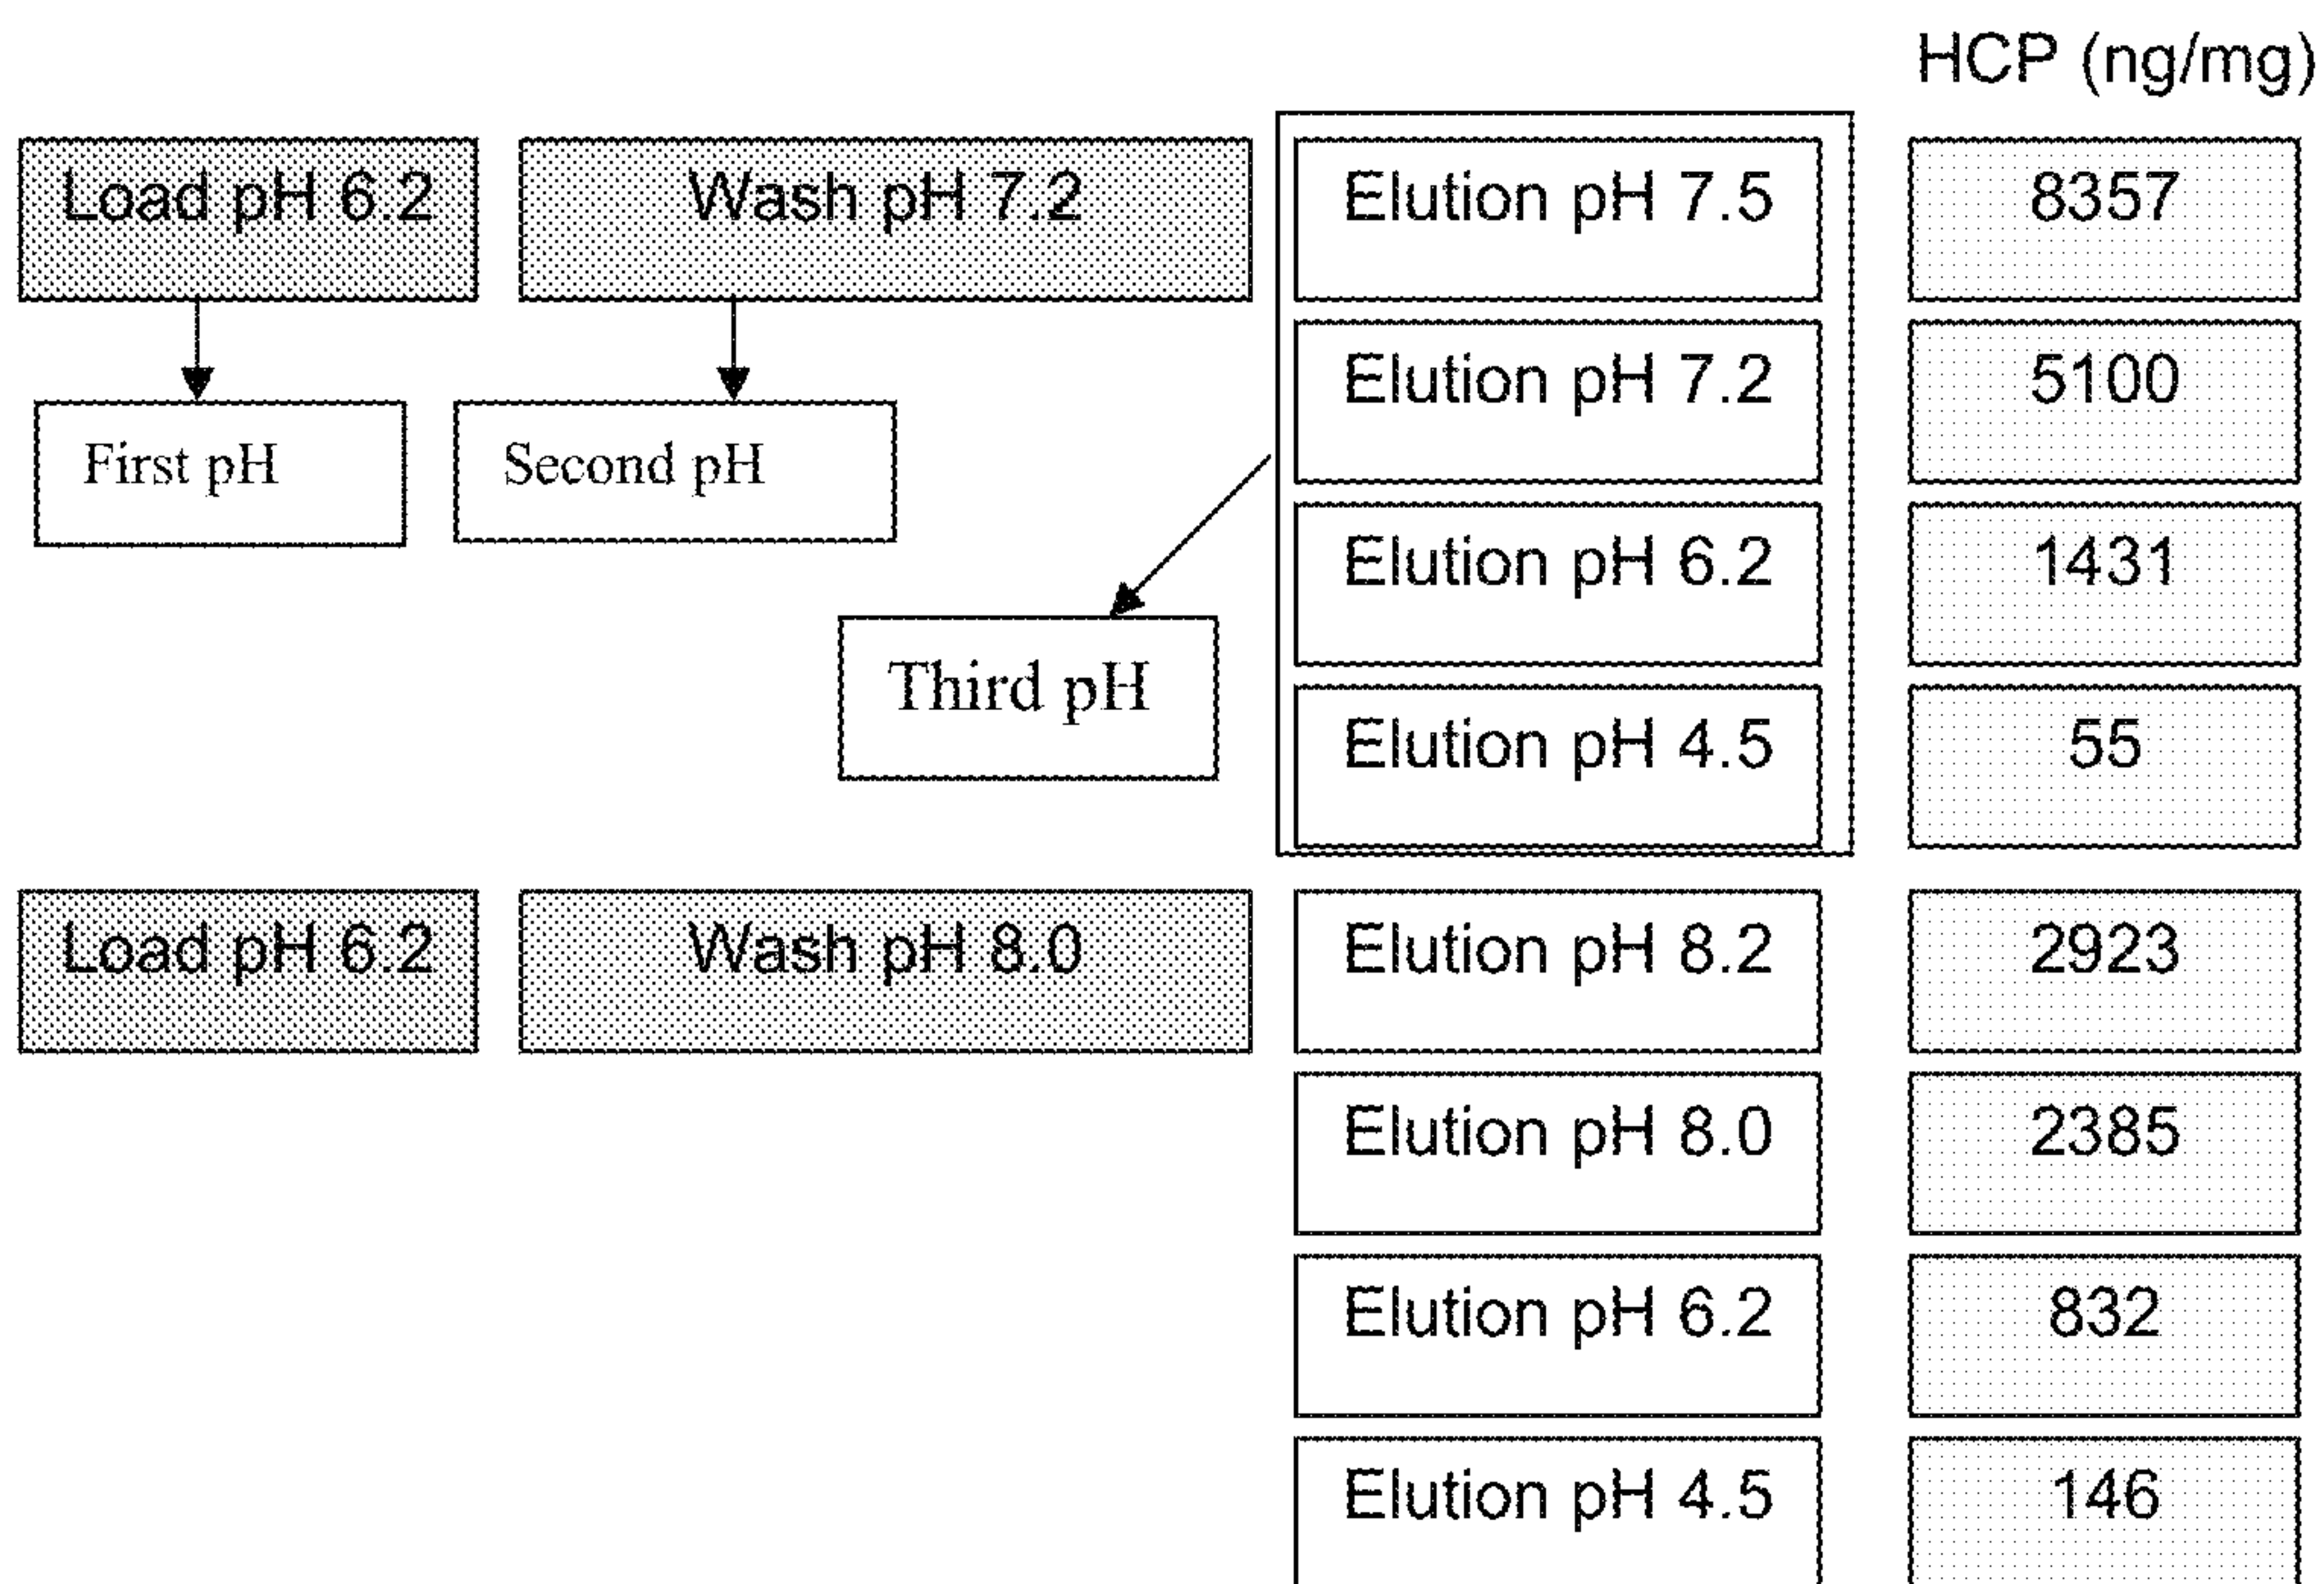 HCP (ng/mg)
Load pH 6.2 Wash pH 7.2 Elution pH 7.5 8357
Elution pH 7.2 5100
First pH Second pH
Elution pH 6.2 1431
Third pH
Elution pH 4.5 55
Load pH 6.2 Wash pH 8.0 Elution pH 8.2 2923
Elution pH 8.0 2385
Elution pH 6.2 832
Elution pH 4.5 146